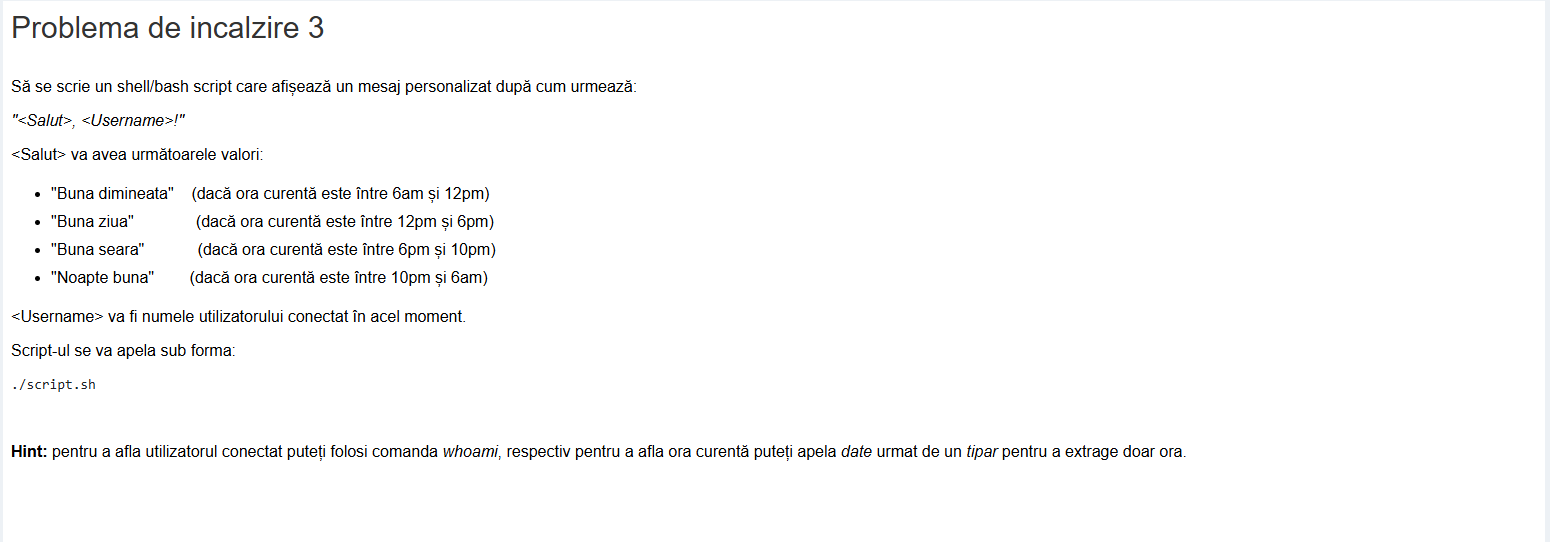 Problema de incalzire 3
Să se scrie un shell/bash script care afișează un mesaj personalizat după cum urmează:
"<Salut>, <Username>!"
<Salut> va avea următoarele valori:
• "Buna dimineata" (dacă ora curentă este între 6am și 12pm)
• "Buna ziua" (dacă ora curentă este între 12pm și 6pm)
• "Buna seara" (dacă ora curentă este între 6pm și 10pm)
• "Noapte buna" (dacă ora curentă este între 10pm și 6am)
<Username> va fi numele utilizatorului conectat în acel moment.
Script-ul se va apela sub forma:
./script.sh
Hint: pentru a afla utilizatorul conectat puteți folosi comanda whoami, respectiv pentru a afla ora curentă puteți apela date urmat de un tipar pentru a extrage doar ora.